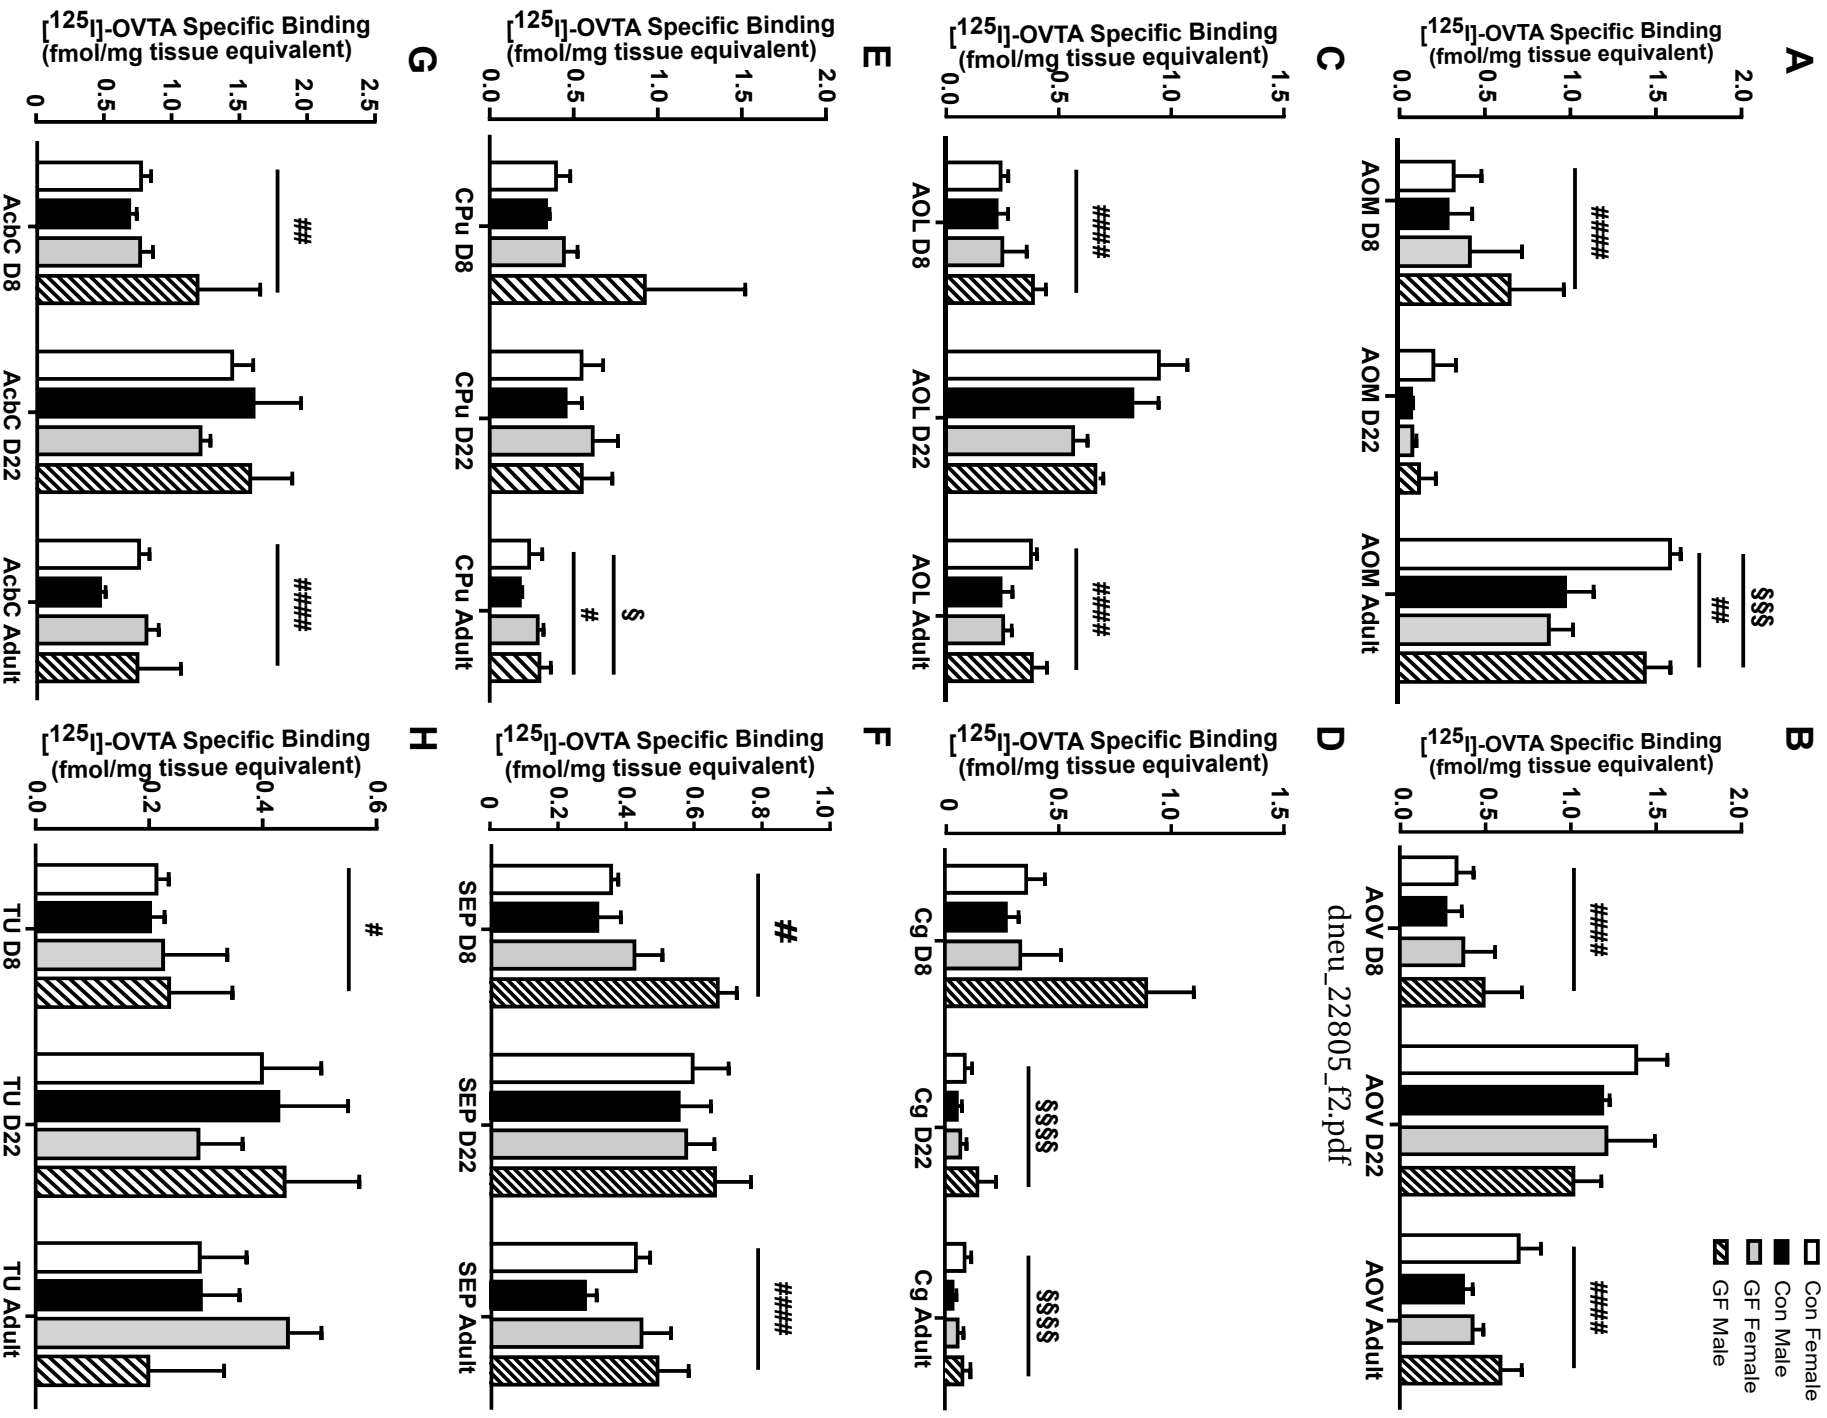 Con Female
Con Male
GF Female
GF Male
A
[125I]-OVTA Specific Binding
(fmol/mg tissue equivalent)
2.0
1.5
1.0
0.5
0.0
####
§§§
##
AOM D8
AOM D22
AOM Adult
B
[125I]-OVTA Specific Binding
(fmol/mg tissue equivalent)
2.0
1.5
1.0
0.5
0.0
####
####
AOV D8
AOV D22
AOV Adult
dneu_22805_f2.pdf
C
[125I]-OVTA Specific Binding
(fmol/mg tissue equivalent)
1.5
1.0
0.5
0.0
####
####
AOL D8
AOL D22
AOL Adult
D
[125I]-OVTA Specific Binding
(fmol/mg tissue equivalent)
1.5
1.0
0.5
0
§§§§
§§§§
Cg D8
Cg D22
Cg Adult
E
[125I]-OVTA Specific Binding
(fmol/mg tissue equivalent)
2.0
1.5
1.0
0.5
0.0
§
#
CPu D8
CPu D22
CPu Adult
F
[125I]-OVTA Specific Binding
(fmol/mg tissue equivalent)
1.0
0.8
0.6
0.4
0.2
0
#
####
SEP D8
SEP D22
SEP Adult
G
[125I]-OVTA Specific Binding
(fmol/mg tissue equivalent)
2.5
2.0
1.5
1.0
0.5
0
##
####
AcbC D8
AcbC D22
AcbC Adult
H
[125I]-OVTA Specific Binding
(fmol/mg tissue equivalent)
0.6
0.4
0.2
0.0
#
TU D8
TU D22
TU Adult